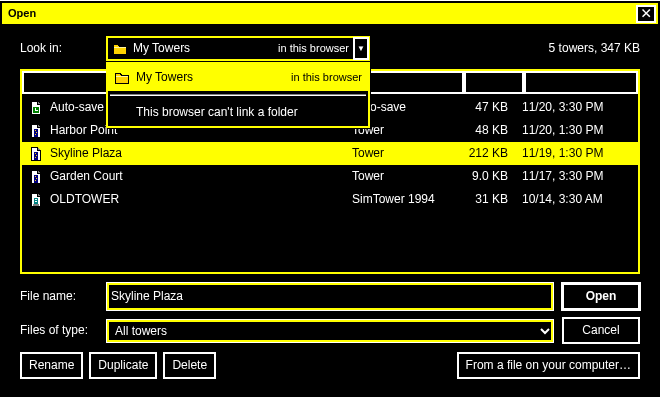 Open
Look in: My Towers in this browser 5 towers, 347 KB
My Towers in this browser
This browser can't link a folder
Auto-save o-save 47 KB 11/20, 3:30 PM
Harbor Point Tower 48 KB 11/20, 3:30 PM
Skyline Plaza Tower 212 KB 11/19, 1:30 PM
Garden Court Tower 9.0 KB 11/17, 3:30 PM
OLDTOWER SimTower 1994 31 KB 10/14, 3:30 AM
File name: Skyline Plaza Open
Files of type: All towers Cancel
Rename Duplicate Delete From a file on your computer…